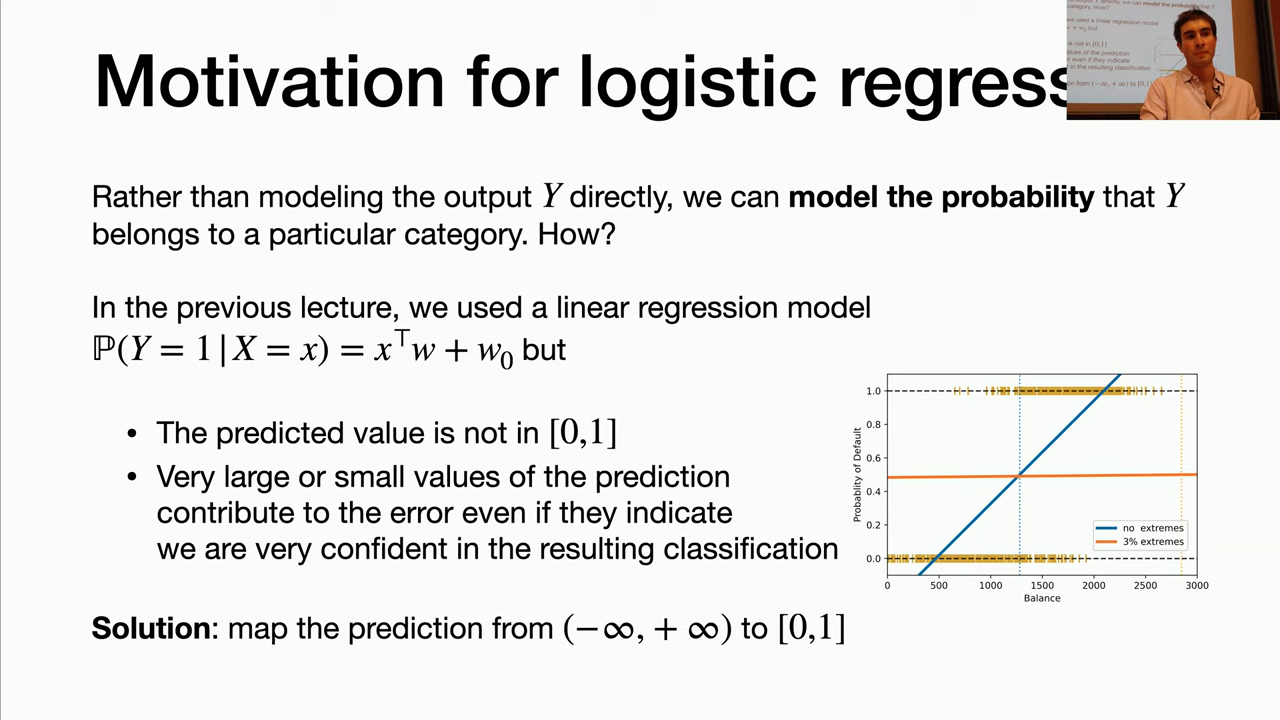 Motivation for logistic regress
Rather than modeling the output Y directly, we can model the probability that Y
belongs to a particular category. How?
In the previous lecture, we used a linear regression model
ℙ(Y = 1 | X = x) = x⊤w + w₀ but
• The predicted value is not in [0,1]
• Very large or small values of the prediction
contribute to the error even if they indicate
we are very confident in the resulting classification
Solution: map the prediction from (−∞, +∞) to [0,1]
Probablity of Default
1.0
0.8
0.6
0.4
0.2
0.0
no extremes
3% extremes
0 500 1000 1500 2000 2500 3000
Balance